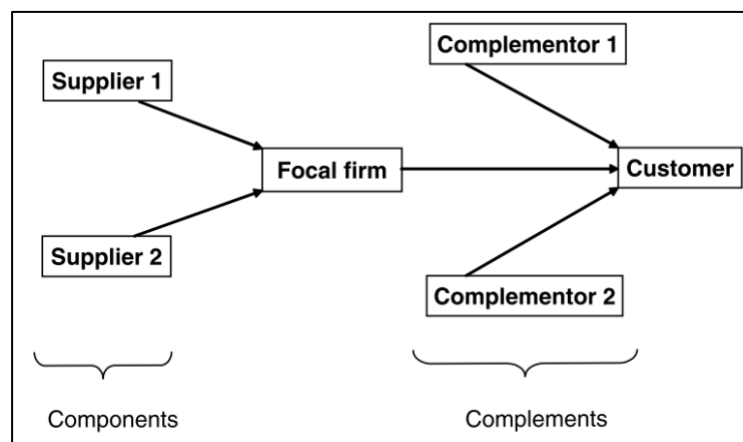 Complementor 1
Supplier 1
Focal firm
Customer
Supplier 2
Complementor 2
Components
Complements